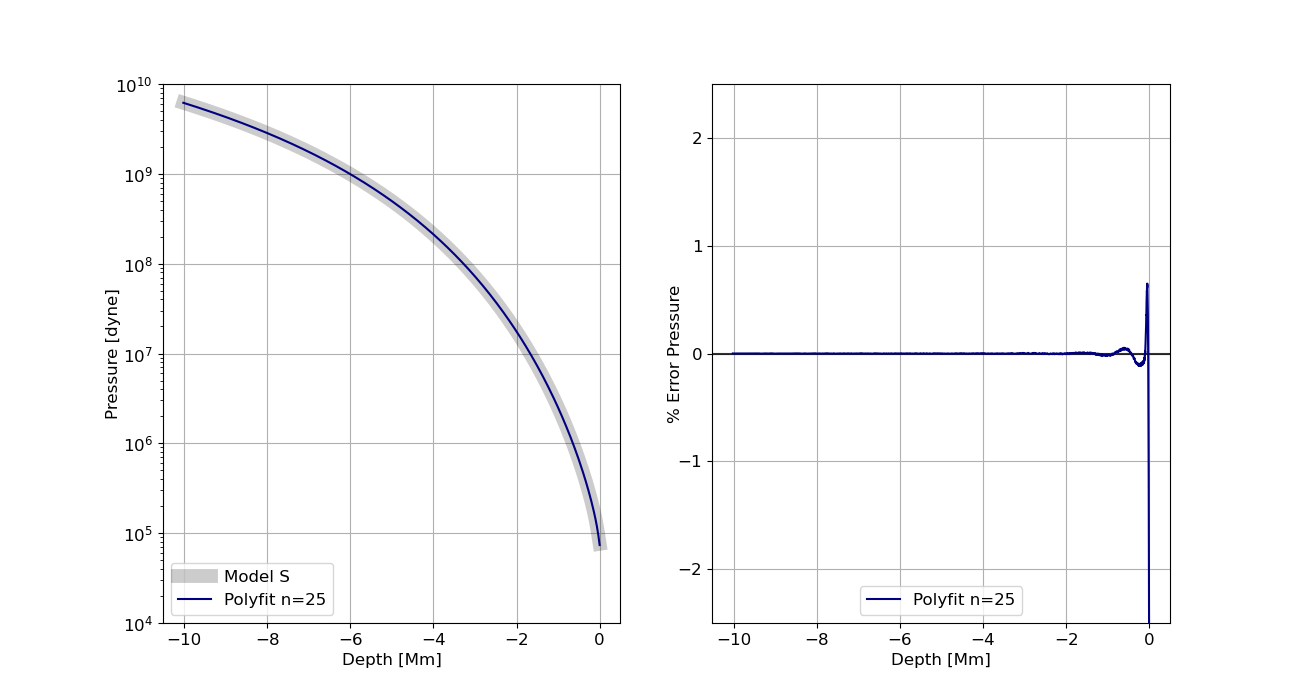 10^10
10^9
10^8
10^7
10^6
10^5
10^4
Pressure [dyne]
Model S
Polyfit n=25
−10 −8 −6 −4 −2 0
Depth [Mm]
2
1
0
−1
−2
% Error Pressure
Polyfit n=25
−10 −8 −6 −4 −2 0
Depth [Mm]